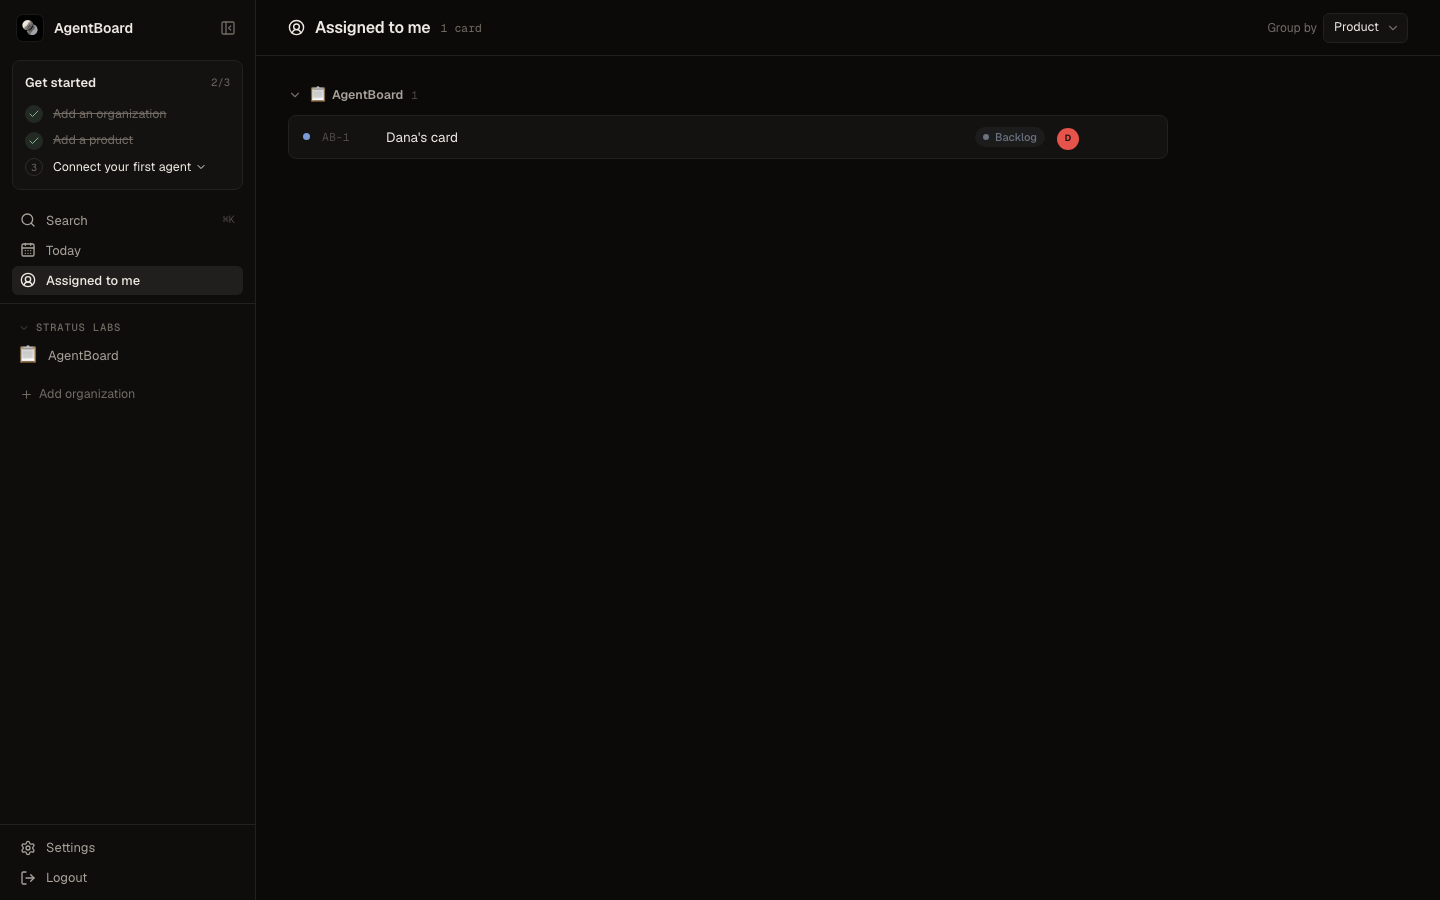 AgentBoard
Get started 2/3
Add an organization
Add a product
3 Connect your first agent
Search ⌘K
Today
Assigned to me
STRATUS LABS
AgentBoard
Add organization
Settings
Logout
Assigned to me 1 card
Group by Product
AgentBoard 1
AB-1 Dana's card Backlog D